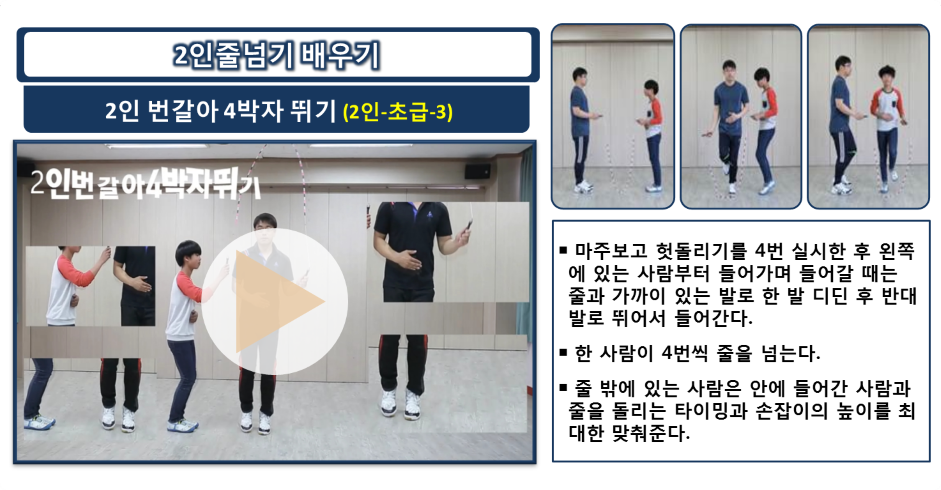 2인줄넘기 배우기
2인 번갈아 4박자 뛰기 (2인-초급-3)
2인번갈아4박자뛰기
▪ 마주보고 헛돌리기를 4번 실시한 후 왼쪽
에 있는 사람부터 들어가며 들어갈 때는
줄과 가까이 있는 발로 한 발 디딘 후 반대
발로 뛰어서 들어간다.
▪ 한 사람이 4번씩 줄을 넘는다.
▪ 줄 밖에 있는 사람은 안에 들어간 사람과
줄을 돌리는 타이밍과 손잡이의 높이를 최
대한 맞춰준다.